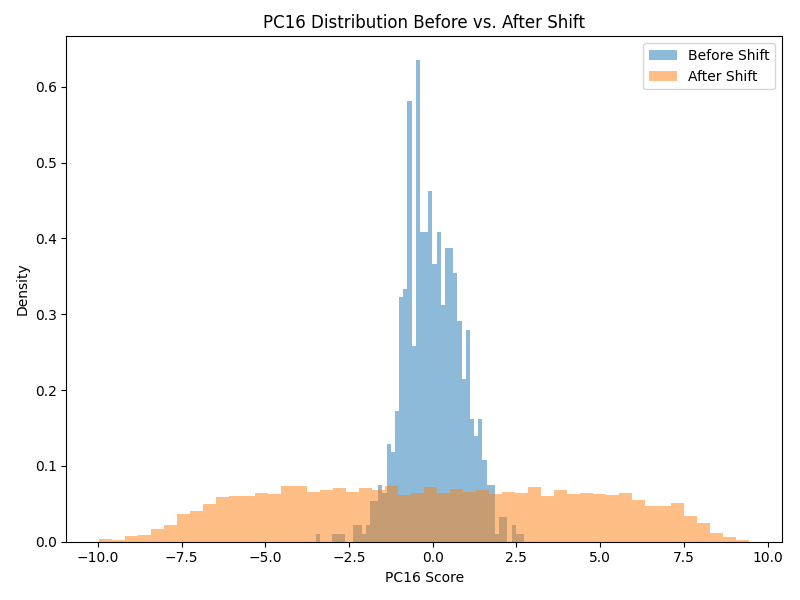 PC16 Distribution Before vs. After Shift
Before Shift
After Shift
Density
0.6
0.5
0.4
0.3
0.2
0.1
0.0
−10.0 −7.5 −5.0 −2.5 0.0 2.5 5.0 7.5 10.0
PC16 Score